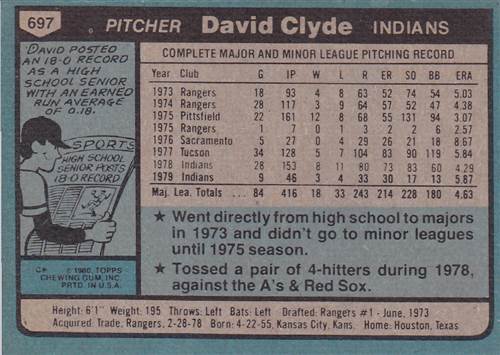 697 PITCHER David Clyde INDIANS
DAVID POSTED
AN 18-0 RECORD
AS A HIGH
SCHOOL SENIOR
WITH AN EARNED
RUN AVERAGE
OF 0.18.
SPORTS
HIGH SCHOOL
SENIOR POSTS
18-0 RECORD
C# © 1980, TOPPS
CHEWING GUM, INC.
PRTD. IN U.S.A.
COMPLETE MAJOR AND MINOR LEAGUE PITCHING RECORD
Year Club G IP W L R ER SO BB ERA
1973 Rangers 18 93 4 8 63 52 74 54 5.03
1974 Rangers 28 117 3 9 64 57 52 47 4.38
1975 Pittsfield 22 161 12 8 68 55 131 94 3.07
1975 Rangers 1 7 0 1 3 2 2 6 2.57
1976 Sacramento 5 27 0 4 29 26 21 18 8.67
1977 Tucson 34 128 5 7 104 83 90 119 5.84
1978 Indians 28 153 8 11 80 73 83 60 4.29
1979 Indians 9 46 3 4 33 30 17 13 5.87
Maj. Lea. Totals ... 84 416 18 33 243 214 228 180 4.63
★ Went directly from high school to majors
in 1973 and didn't go to minor leagues
until 1975 season.
★ Tossed a pair of 4-hitters during 1978,
against the A's & Red Sox.
Height: 6'1" Weight: 195 Throws: Left Bats: Left Drafted: Rangers #1 - June, 1973
Acquired: Trade, Rangers, 2-28-78 Born: 4-22-55, Kansas City, Kans. Home: Houston, Texas